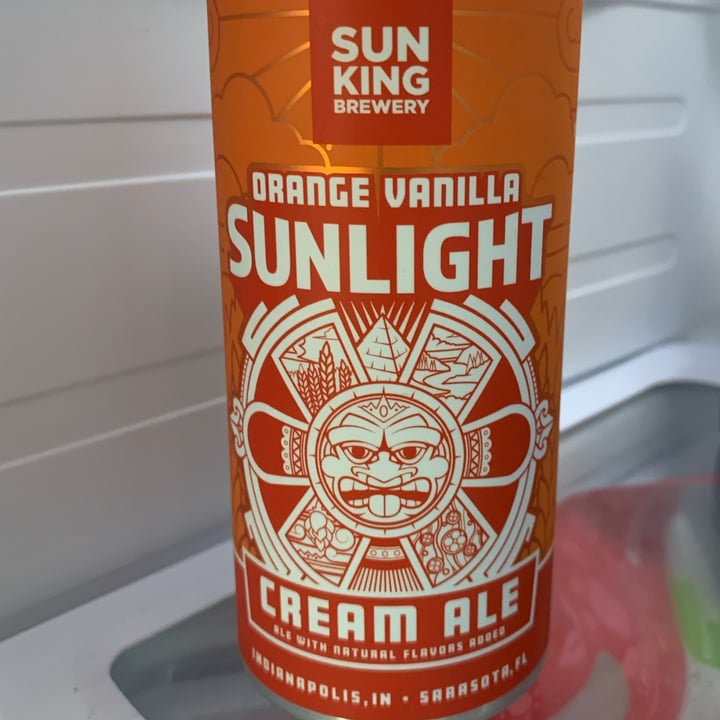 SUN
KING
BREWERY
ORANGE VANILLA
SUNLIGHT
CREAM ALE
ALE WITH NATURAL FLAVORS ADDED
INDIANAPOLIS, IN • SARASOTA, FL